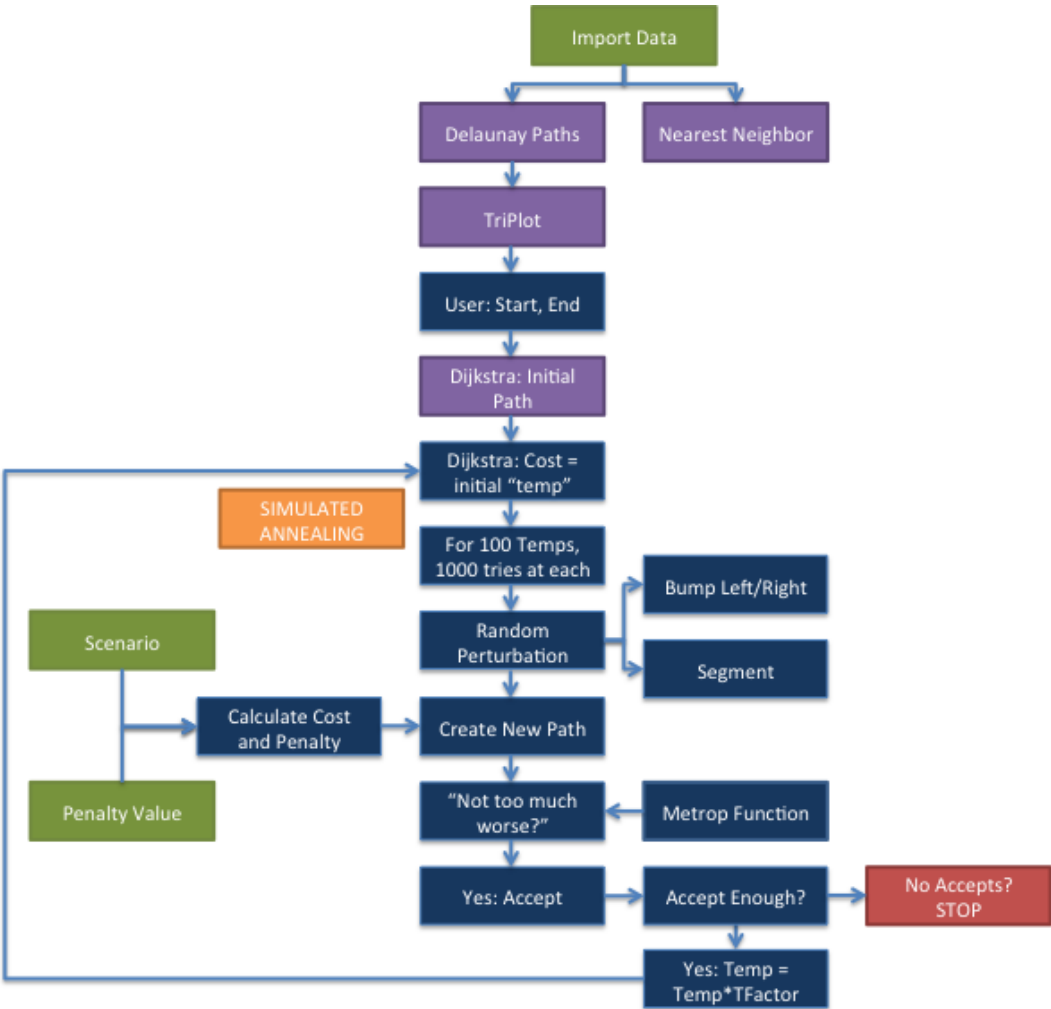 Import Data
Delaunay Paths
Nearest Neighbor
TriPlot
User: Start, End
Dijkstra: Initial
Path
Dijkstra: Cost =
initial “temp”
SIMULATED
ANNEALING
For 100 Temps,
1000 tries at each
Bump Left/Right
Random
Perturbation
Scenario
Segment
Calculate Cost
and Penalty
Create New Path
Penalty Value
“Not too much
worse?”
Metrop Function
Yes: Accept
Accept Enough?
No Accepts?
STOP
Yes: Temp =
Temp*TFactor